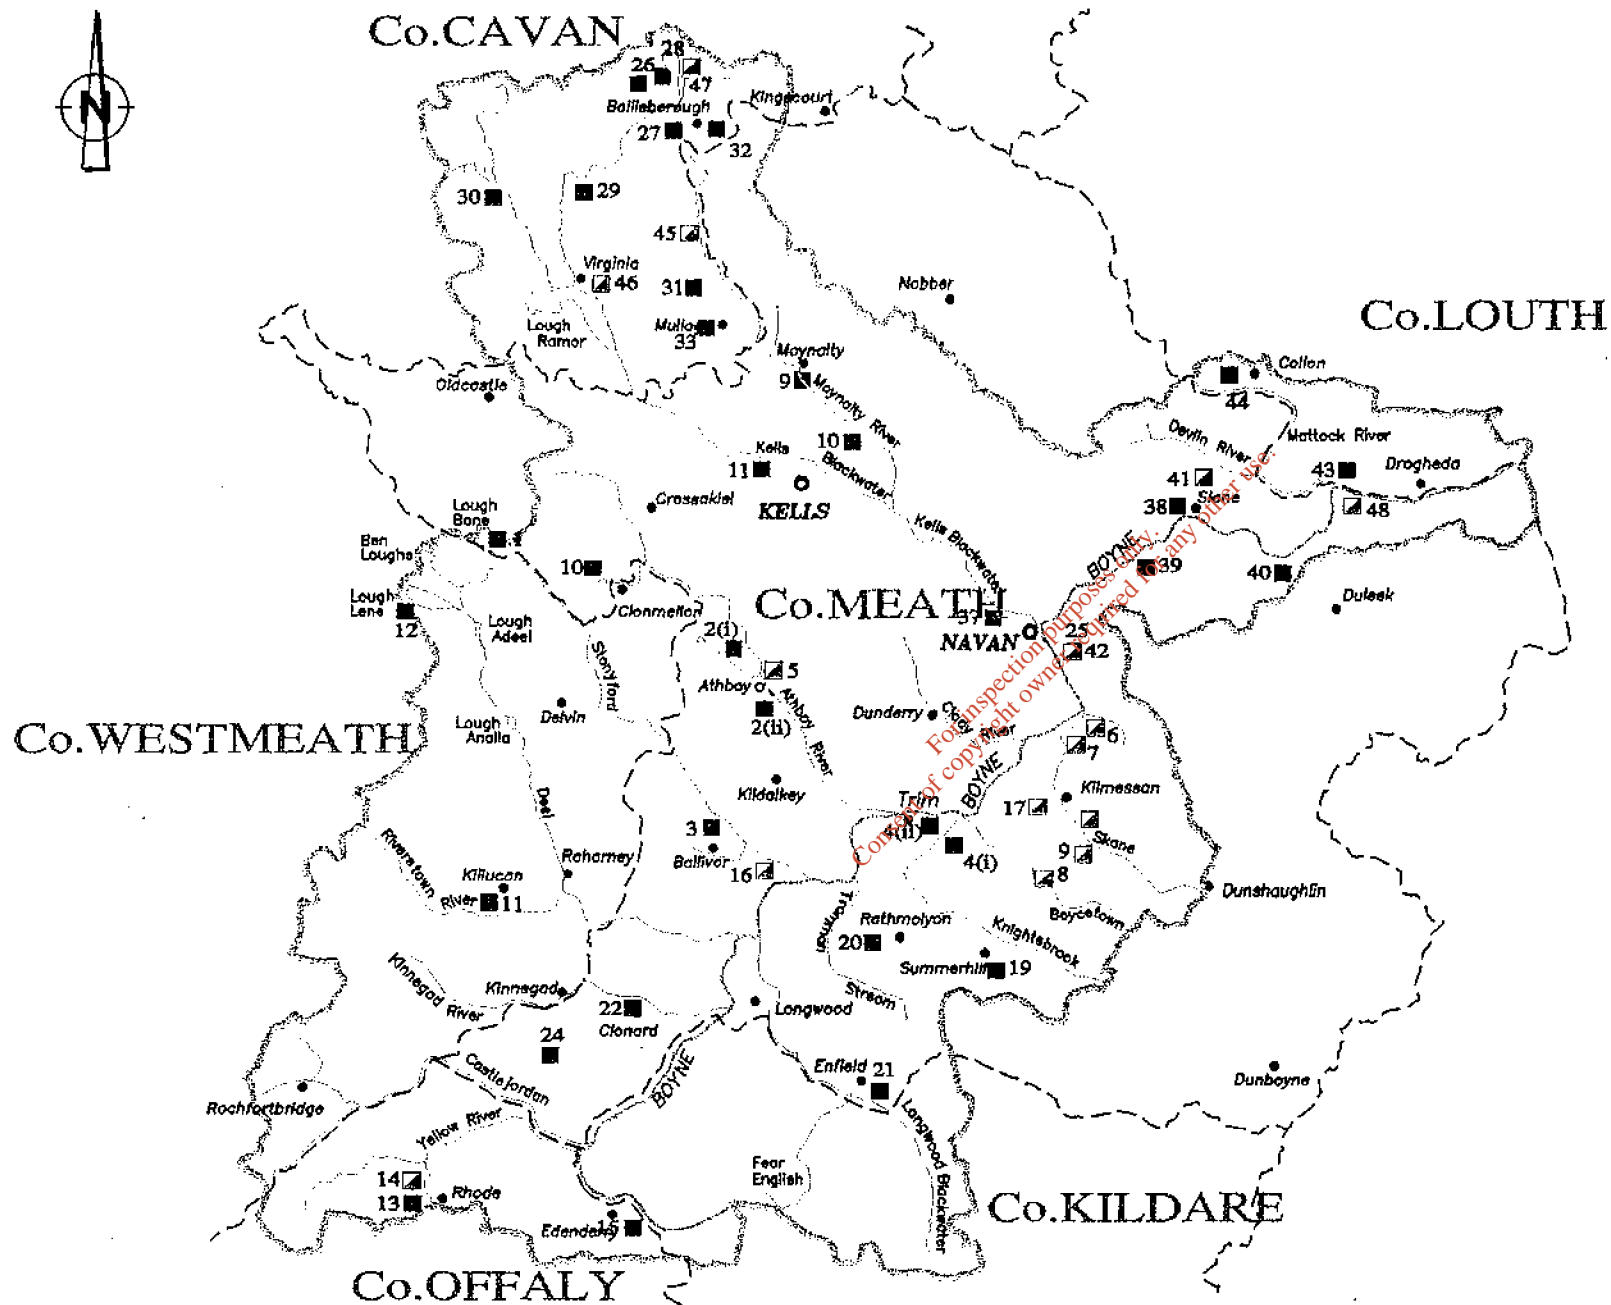 Co.CAVAN
N
28
26
47
Bailieborough
Kingscourt
27
32
30
29
45
Virginia
46
31
Nobber
Co.LOUTH
Lough
Ramor
33
Moynalty
Collon
Oldcastle
9
Moynalty River
44
Devlin River
Mattock River
10
Kells
11
Blackwater
41
43
Drogheda
KELLS
Crossakiel
38
Slane
48
Lough
Bane
Kells Blackwater
Ben
Loughs
BOYNE
39
10
40
Lough
Lene
Clonmellon
Co.MEATH
Duleek
12
Lough
Adeel
37
2(i)
NAVAN
25
42
Stonyford
5
Athboy
Athboy River
Delvin
2(ii)
Dunderry
Clady River
6
Lough
Analla
Co.WESTMEATH
7
BOYNE
Kildalkey
Kilmessan
Deel
Trim
17
3
4(ii)
Skane
Ballivor
4(i)
9
Riverstown River
Raharney
16
8
Killucan
Dunshaughlin
11
Boycetown
Tromman Stream
Rathmolyon
Knightsbrook
20
Summerhill
19
Kinnegad River
Kinnegad
22
Longwood
Clonard
24
Castlejordan
BOYNE
Enfield
21
Dunboyne
Rochfortbridge
Yellow River
Longwood Blackwater
Fear
English
14
Rhode
13
Co.KILDARE
Edenderry
15
Co.OFFALY
For inspection purposes only.
Consent of copyright owner required for any other use.